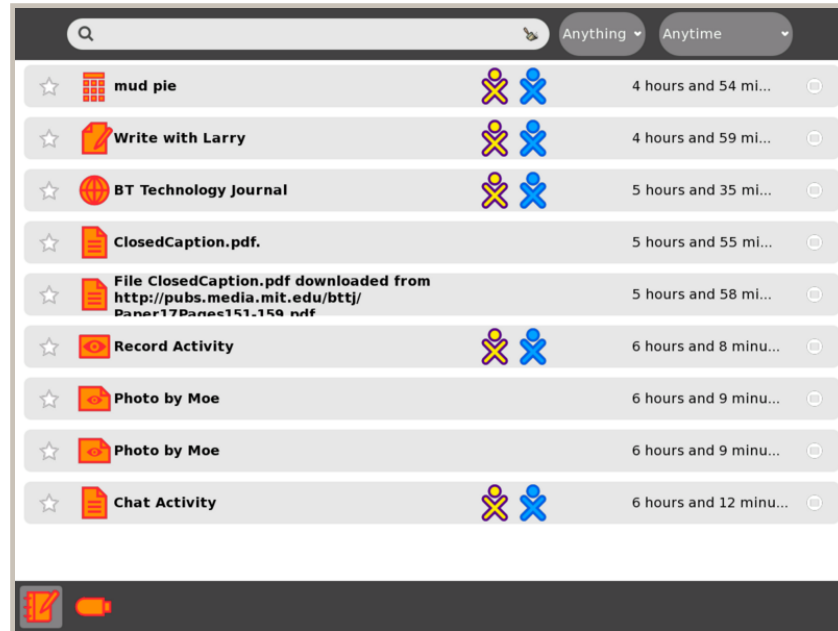 Anything Anytime
mud pie 4 hours and 54 mi...
Write with Larry 4 hours and 59 mi...
BT Technology Journal 5 hours and 35 mi...
ClosedCaption.pdf. 5 hours and 55 mi...
File ClosedCaption.pdf downloaded from
http://pubs.media.mit.edu/bttj/ 5 hours and 58 mi...
Paper17Pages151-159.pdf
Record Activity 6 hours and 8 minu...
Photo by Moe 6 hours and 9 minu...
Photo by Moe 6 hours and 9 minu...
Chat Activity 6 hours and 12 minu...